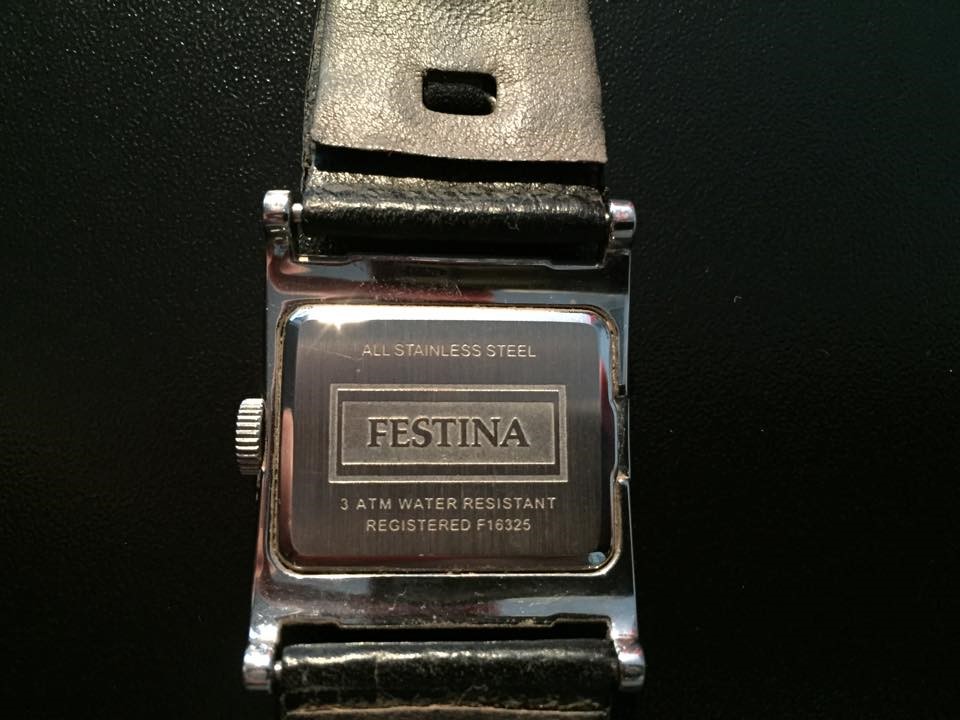 ALL STAINLESS STEEL
FESTINA
3 ATM WATER RESISTANT
REGISTERED F16325